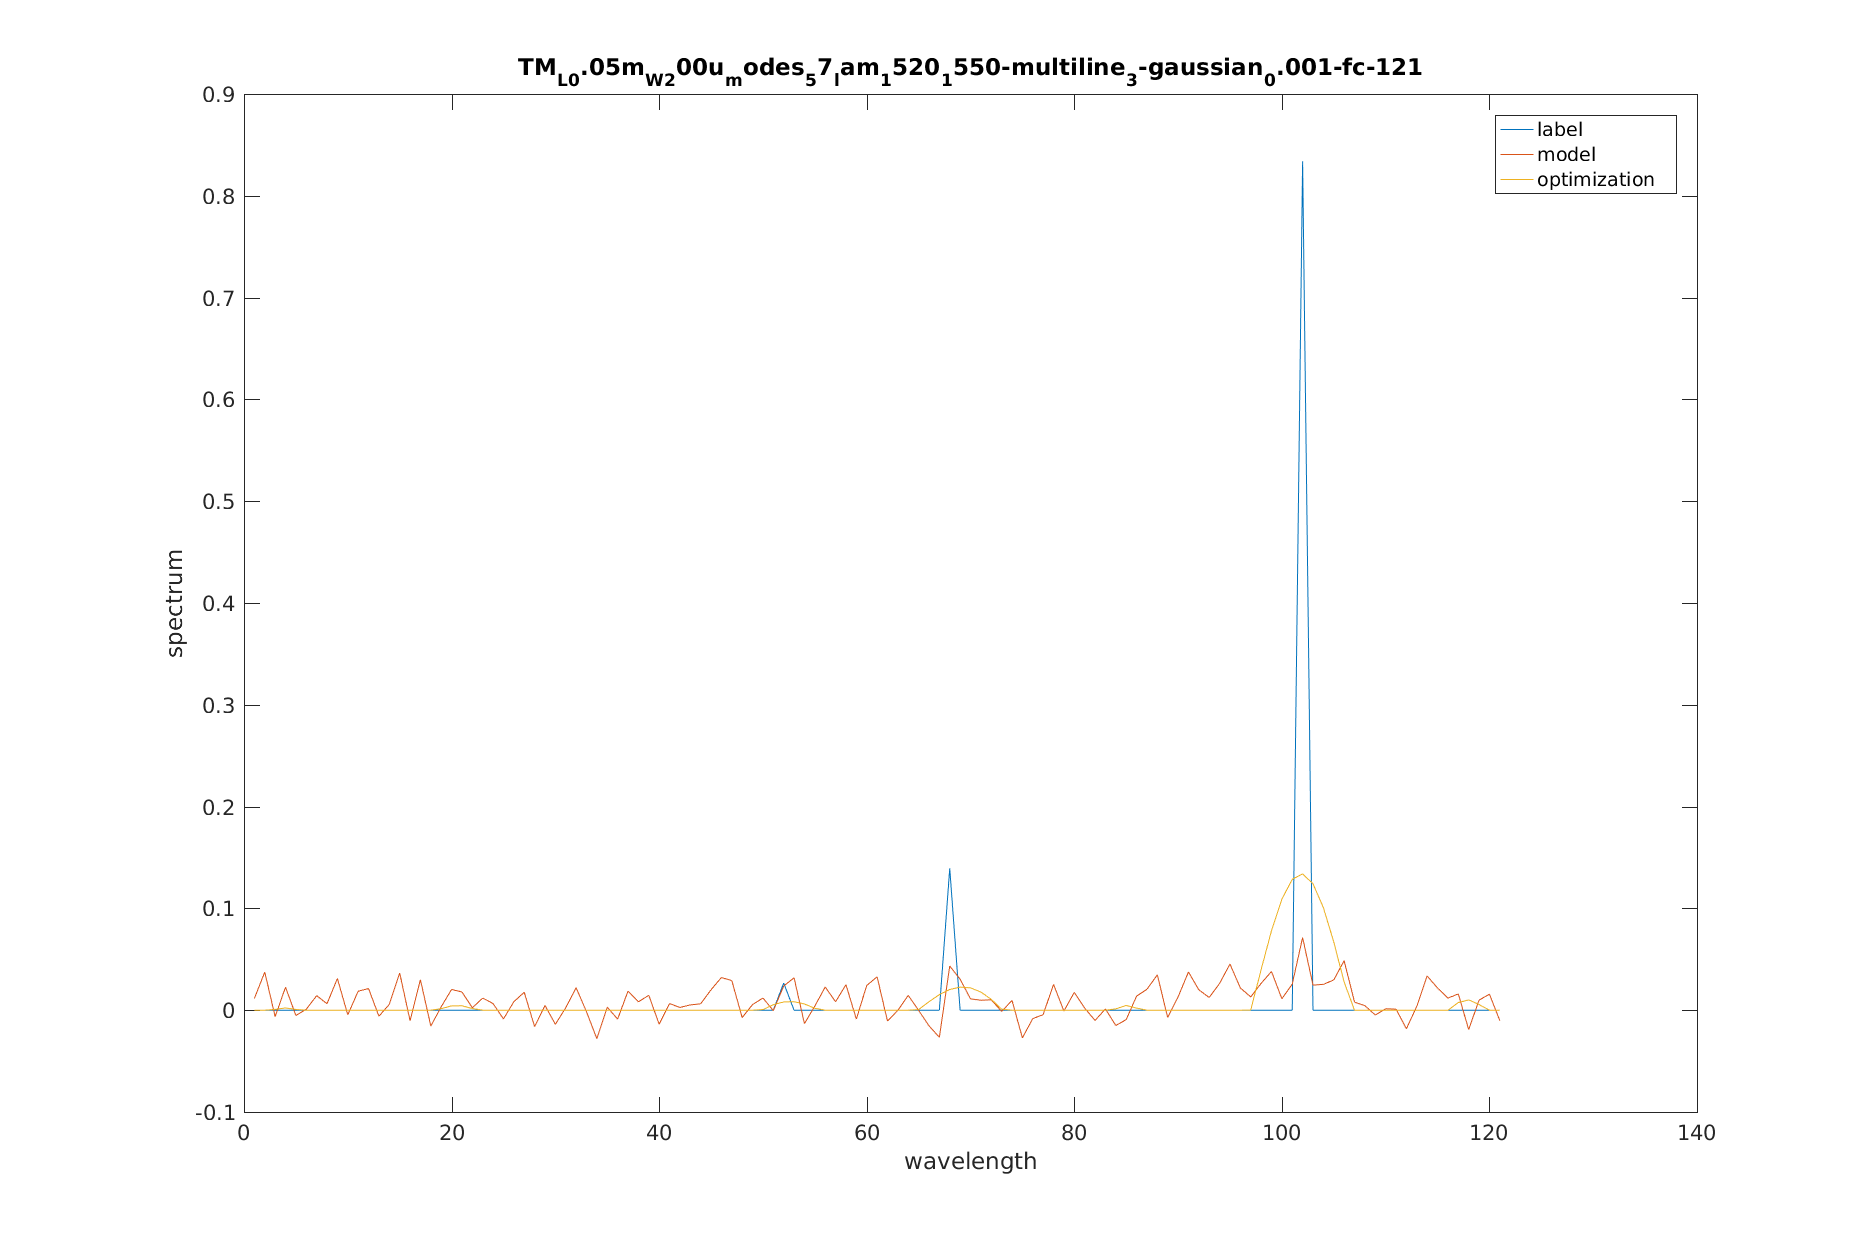 TM_L0.05m_W200u_modes_57_lam_1520_1550-multiline_3-gaussian_0.001-fc-121
label
model
optimization
spectrum
0.9
0.8
0.7
0.6
0.5
0.4
0.3
0.2
0.1
0
-0.1
0 20 40 60 80 100 120 140
wavelength